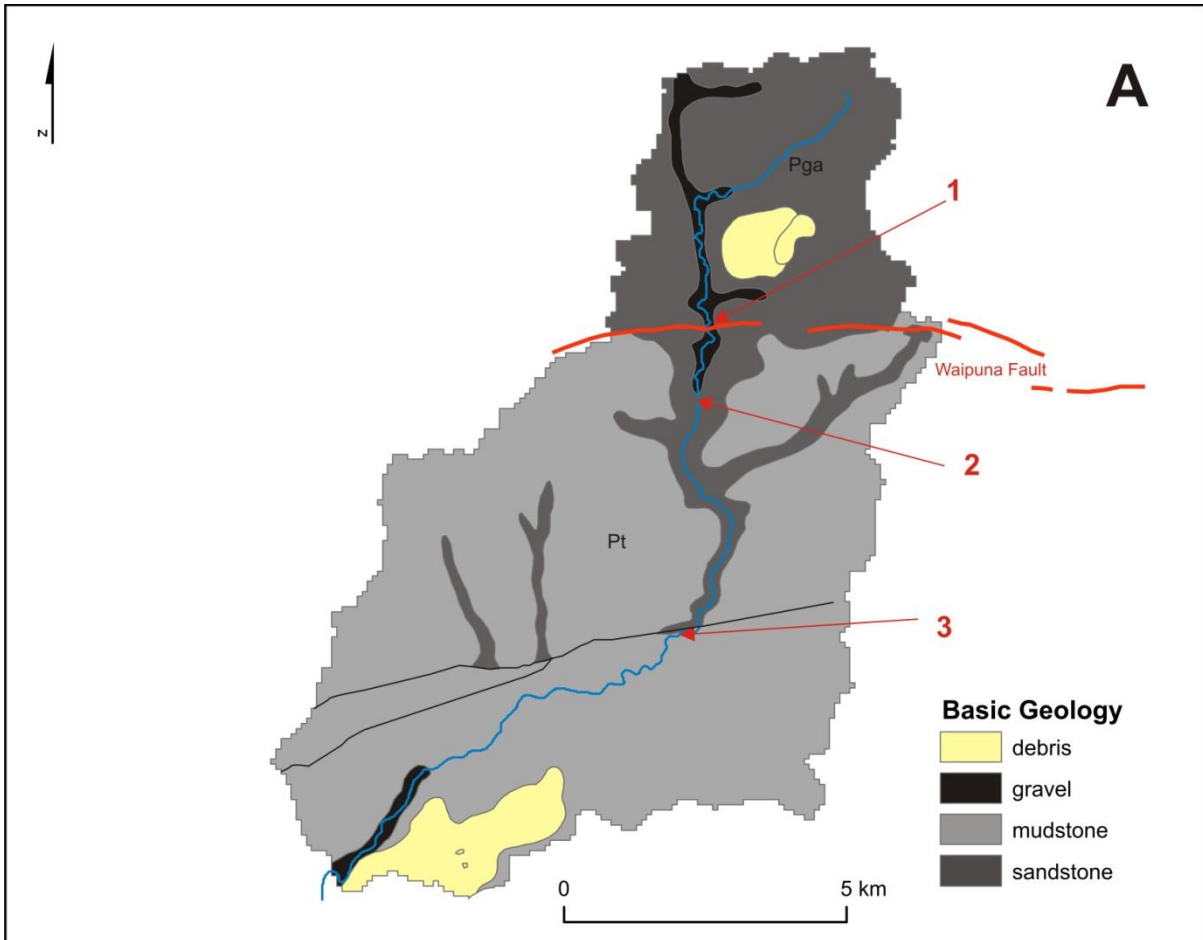 A
N
Pga
1
Waipuna Fault
2
Pt
3
Basic Geology
debris
gravel
mudstone
sandstone
0 5 km